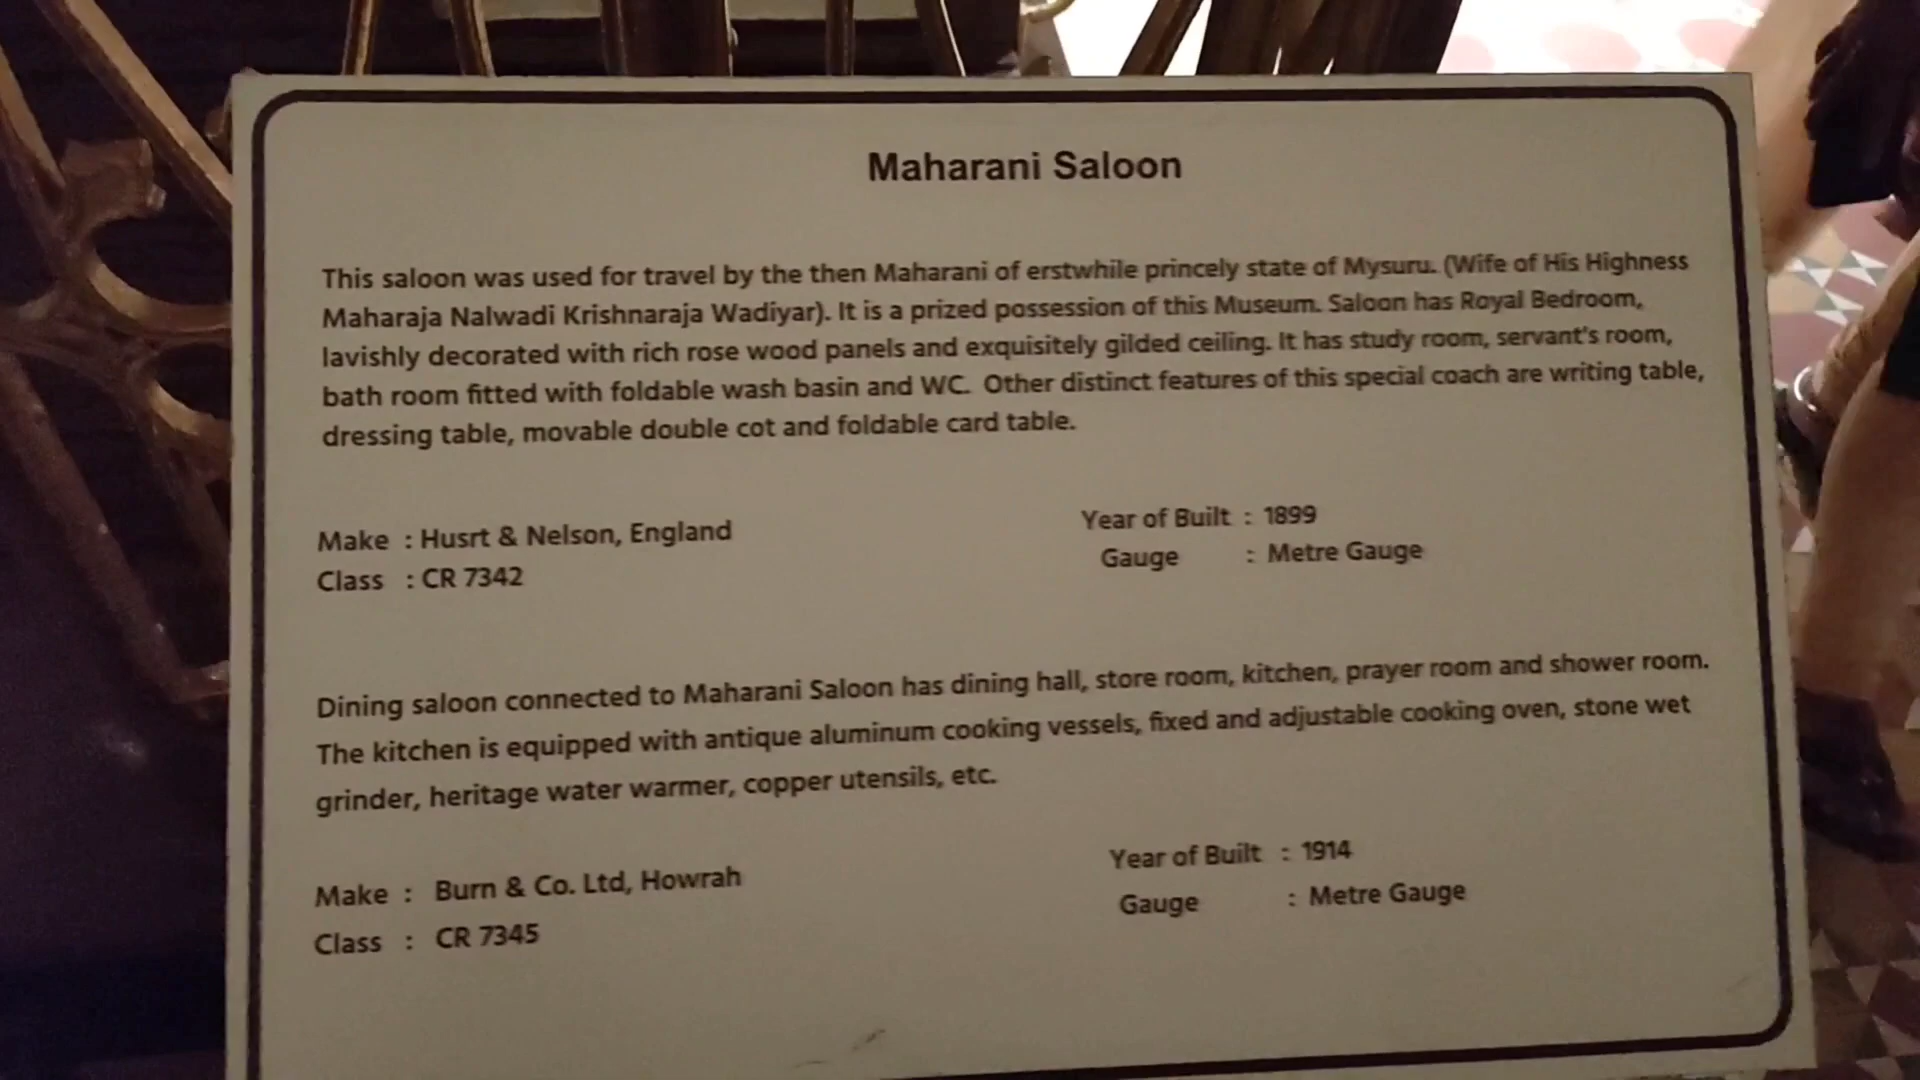 Maharani Saloon
This saloon was used for travel by the then Maharani of erstwhile princely state of Mysuru. (Wife of His Highness
Maharaja Nalwadi Krishnaraja Wadiyar). It is a prized possession of this Museum. Saloon has Royal Bedroom,
lavishly decorated with rich rose wood panels and exquisitely gilded ceiling. It has study room, servant's room,
bath room fitted with foldable wash basin and WC. Other distinct features of this special coach are writing table,
dressing table, movable double cot and foldable card table.
Make : Husrt & Nelson, England Year of Built : 1899
Class : CR 7342 Gauge : Metre Gauge
Dining saloon connected to Maharani Saloon has dining hall, store room, kitchen, prayer room and shower room.
The kitchen is equipped with antique aluminum cooking vessels, fixed and adjustable cooking oven, stone wet
grinder, heritage water warmer, copper utensils, etc.
Make : Burn & Co. Ltd, Howrah Year of Built : 1914
Class : CR 7345 Gauge : Metre Gauge